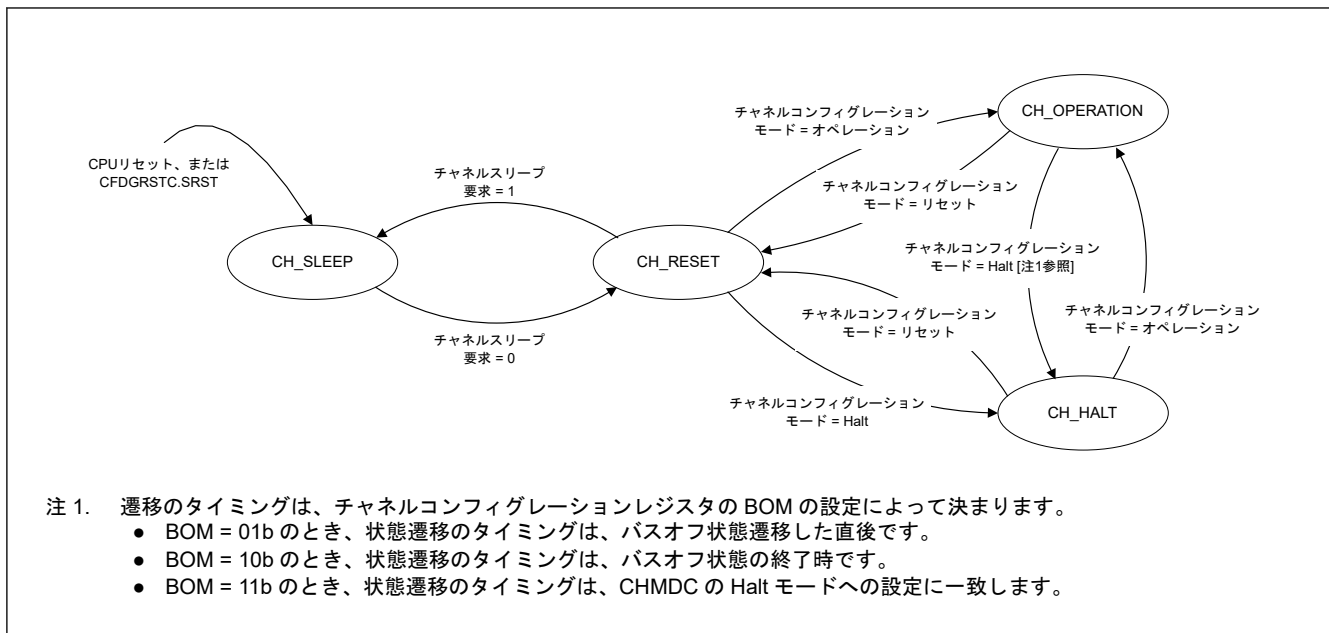 CPUリセット、または
CFDGRSTC.SRST
チャネルスリープ
要求 = 1
CH_SLEEP
チャネルスリープ
要求 = 0
CH_RESET
チャネルコンフィグレーション
モード = オペレーション
CH_OPERATION
チャネルコンフィグレーション
モード = リセット
チャネルコンフィグレーション
モード = Halt [注1参照]
チャネルコンフィグレーション
モード = リセット
チャネルコンフィグレーション
モード = オペレーション
チャネルコンフィグレーション
モード = Halt
CH_HALT
注 1. 遷移のタイミングは、チャネルコンフィグレーションレジスタの BOM の設定によって決まります。
● BOM = 01b のとき、状態遷移のタイミングは、バスオフ状態遷移した直後です。
● BOM = 10b のとき、状態遷移のタイミングは、バスオフ状態の終了時です。
● BOM = 11b のとき、状態遷移のタイミングは、CHMDC の Halt モードへの設定に一致します。